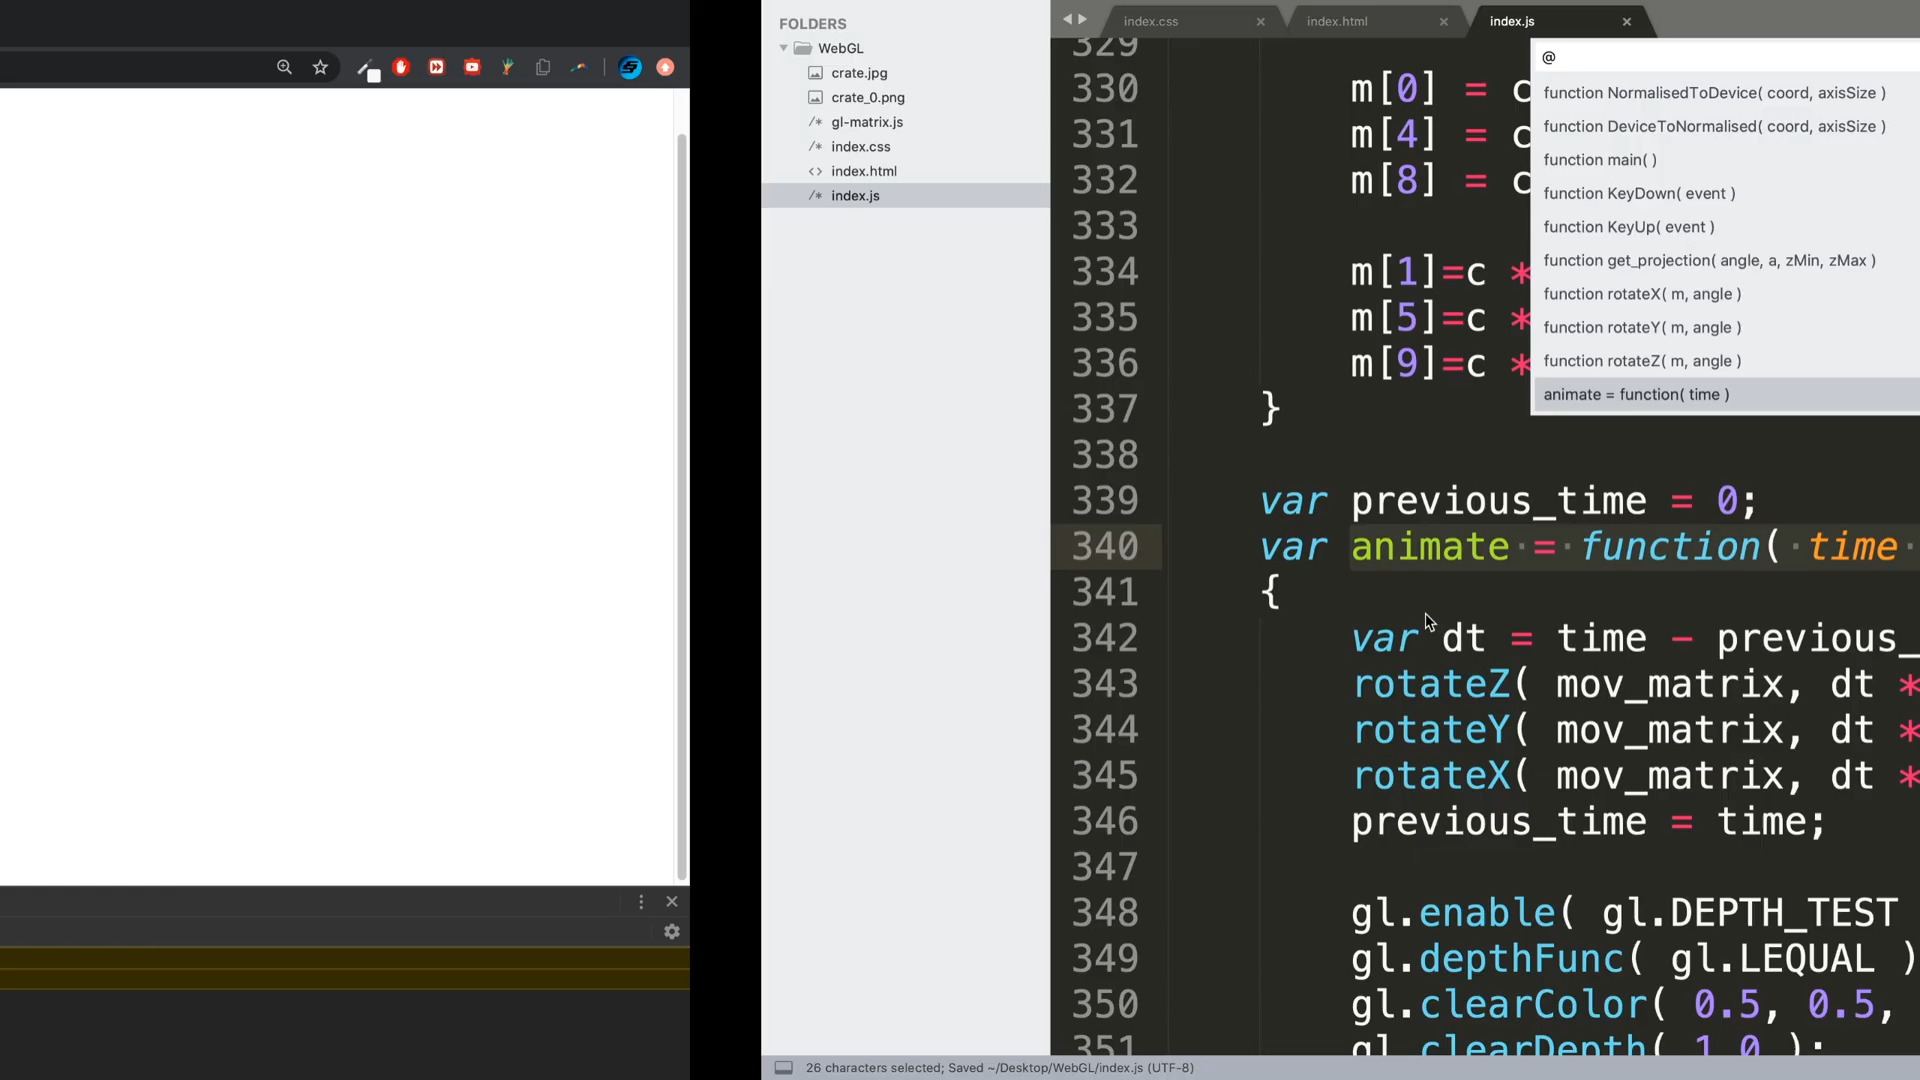 FOLDERS
WebGL
crate.jpg
crate_0.png
/* gl-matrix.js
/* index.css
<> index.html
/* index.js
index.css ×
index.html ×
index.js ×
@
function NormalisedToDevice( coord, axisSize )
function DeviceToNormalised( coord, axisSize )
function main( )
function KeyDown( event )
function KeyUp( event )
function get_projection( angle, a, zMin, zMax )
function rotateX( m, angle )
function rotateY( m, angle )
function rotateZ( m, angle )
animate = function( time )
329
330 m[0] = c
331 m[4] = c
332 m[8] = c
333
334 m[1]=c *
335 m[5]=c *
336 m[9]=c *
337 }
338
339 var previous_time = 0;
340 var animate = function( time
341 {
342 var dt = time - previous_
343 rotateZ( mov_matrix, dt *
344 rotateY( mov_matrix, dt *
345 rotateX( mov_matrix, dt *
346 previous_time = time;
347
348 gl.enable( gl.DEPTH_TEST
349 gl.depthFunc( gl.LEQUAL )
350 gl.clearColor( 0.5, 0.5,
351 gl.clearDepth( 1.0 );
26 characters selected; Saved ~/Desktop/WebGL/index.js (UTF-8)